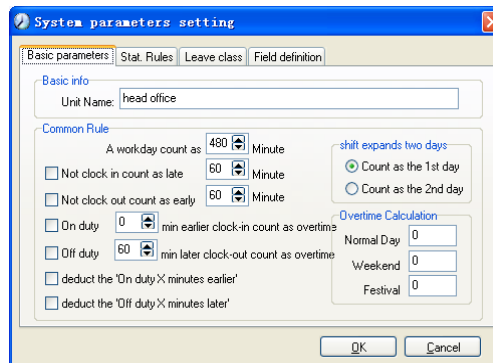 System parameters setting
Basic parameters Stat. Rules Leave class Field definition
Basic info
Unit Name: head office
Common Rule
A workday count as 480 Minute
Not clock in count as late 60 Minute
Not clock out count as early 60 Minute
On duty 0 min earlier clock-in count as overtime
Off duty 60 min later clock-out count as overtime
deduct the 'On duty X minutes earlier'
deduct the 'Off duty X minutes later'
shift expands two days
Count as the 1st day
Count as the 2nd day
Overtime Calculation
Normal Day 0
Weekend 0
Festival 0
OK Cancel